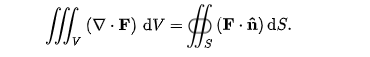 ∭_V (∇ · F) dV = ∯_S (F · n̂) dS.